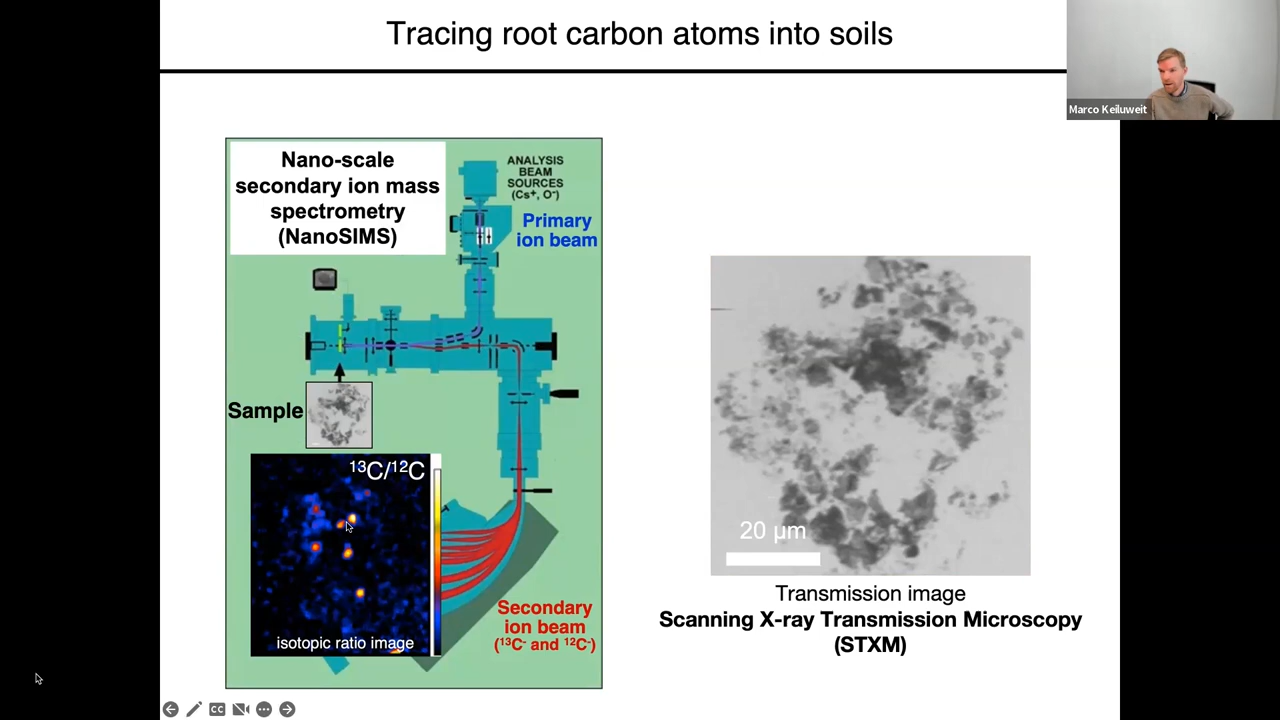 Tracing root carbon atoms into soils
Marco Keiluweit
Nano-scale
secondary ion mass
spectrometry
(NanoSIMS)
ANALYSIS
BEAM
SOURCES
(Cs⁺, O⁻)
Primary
ion beam
Sample
¹³C/¹²C
isotopic ratio image
Secondary
ion beam
(¹³C⁻ and ¹²C⁻)
20 µm
Transmission image
Scanning X-ray Transmission Microscopy
(STXM)
CC